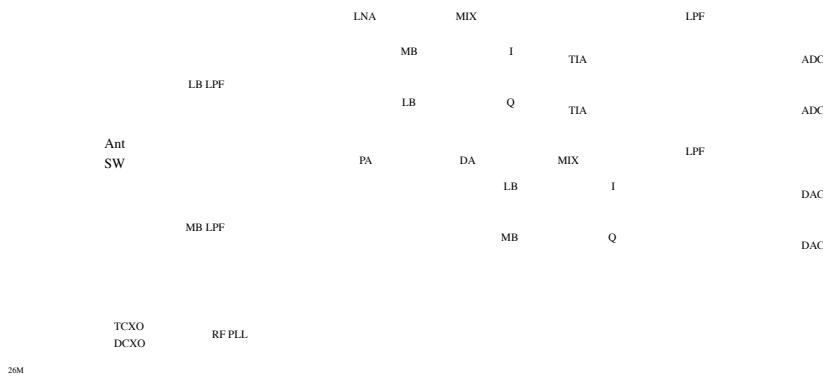 LNA MIX LPF
MB I TIA ADC
LB LPF
LB Q TIA ADC
Ant
SW
PA DA MIX LPF
LB I DAC
MB LPF
MB Q DAC
TCXO
DCXO
RF PLL
26M